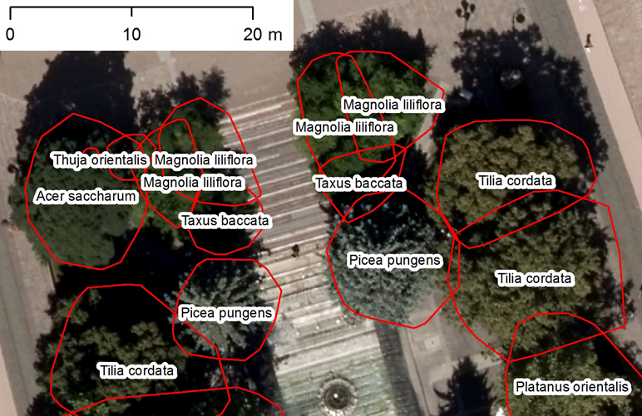 0 10 20 m
Magnolia liliflora
Magnolia liliflora
Thuja orientalis
Magnolia liliflora
Acer saccharum
Magnolia liliflora
Taxus baccata
Tilia cordata
Taxus baccata
Picea pungens
Tilia cordata
Picea pungens
Tilia cordata
Platanus orientalis